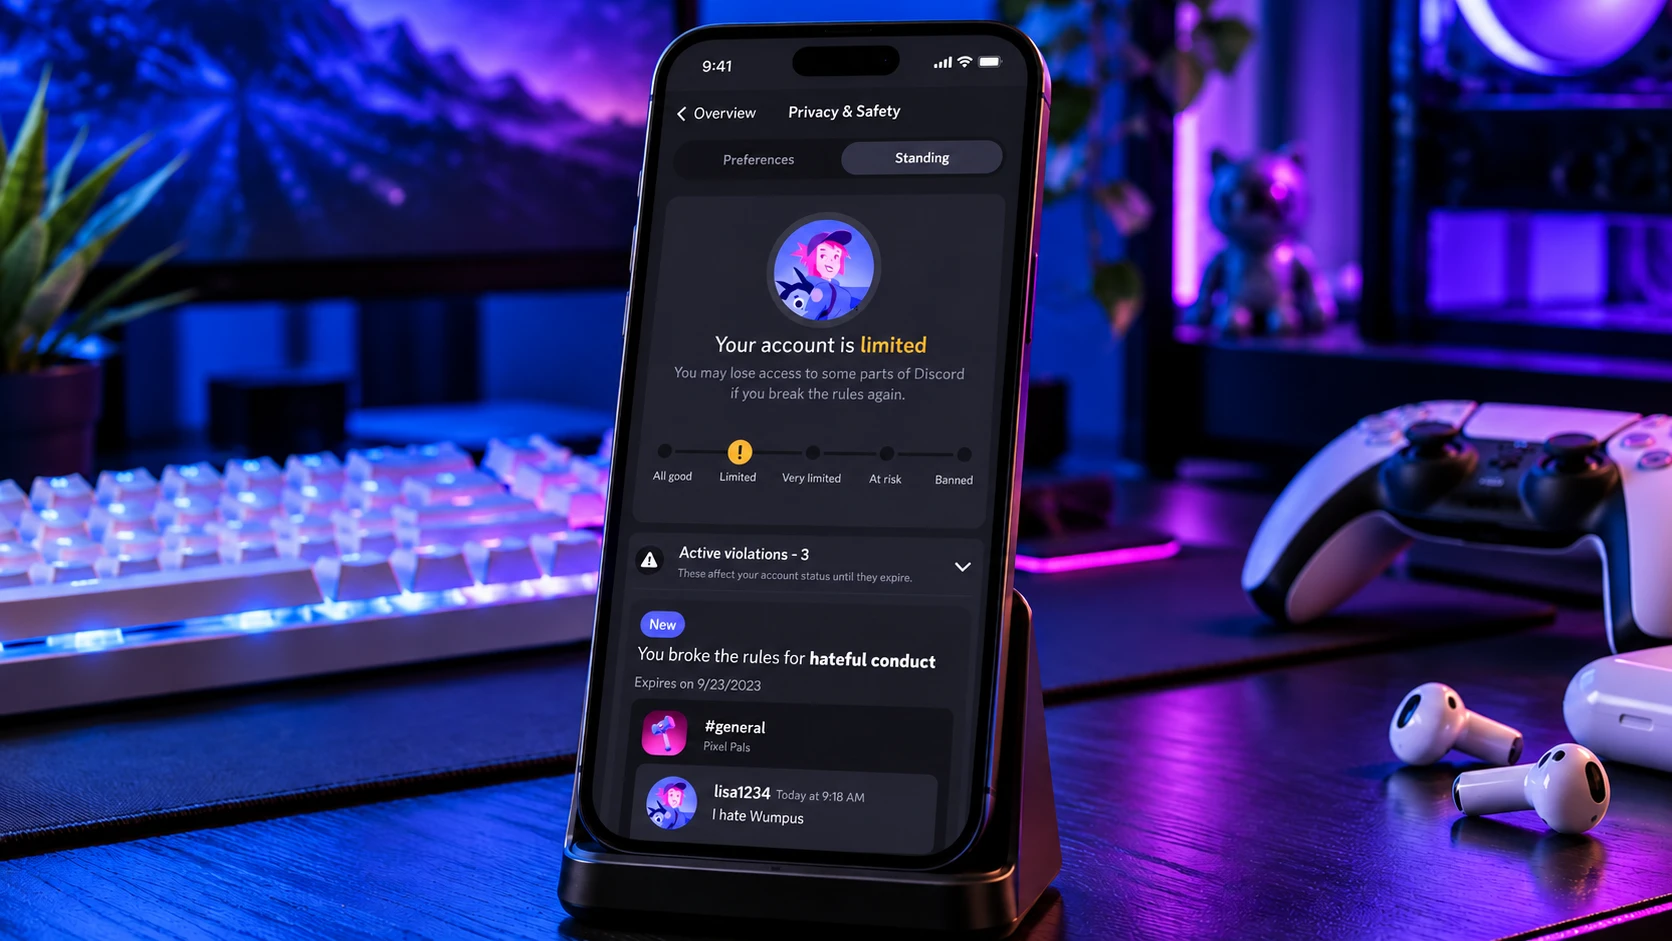 9:41
Overview
Privacy & Safety
Preferences
Standing
Your account is limited
You may lose access to some parts of Discord
if you break the rules again.
All good
Limited
Very limited
At risk
Banned
Active violations - 3
These affect your account status until they expire.
New
You broke the rules for hateful conduct
Expires on 9/23/2023
#general
Pixel Pals
lisa1234 Today at 9:18 AM
I hate Wumpus